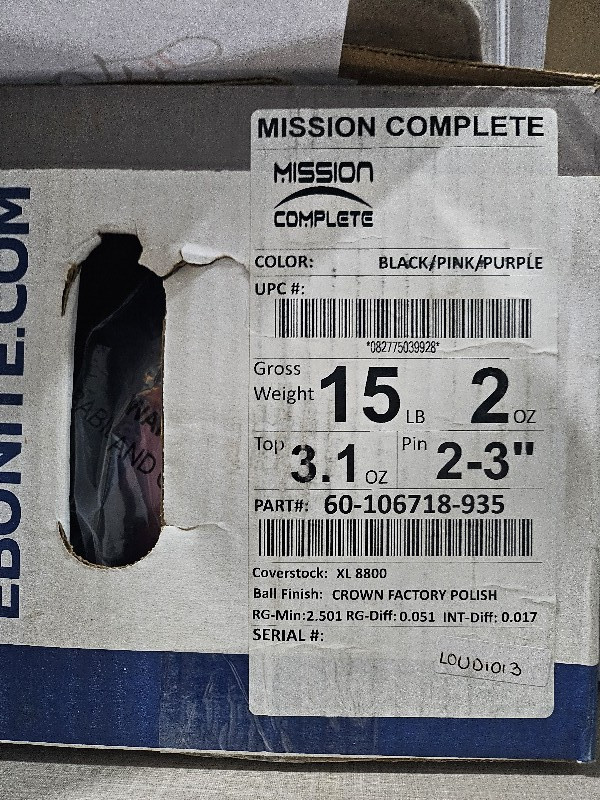 EBONITE.COM
MISSION COMPLETE
MISSION
COMPLETE
COLOR: BLACK/PINK/PURPLE
UPC #:
*082775039928*
Gross Weight 15 LB 2 OZ
Top 3.1 OZ Pin 2-3"
PART#: 60-106718-935
Coverstock: XL 8800
Ball Finish: CROWN FACTORY POLISH
RG-Min:2.501 RG-Diff: 0.051 INT-Diff: 0.017
SERIAL #: